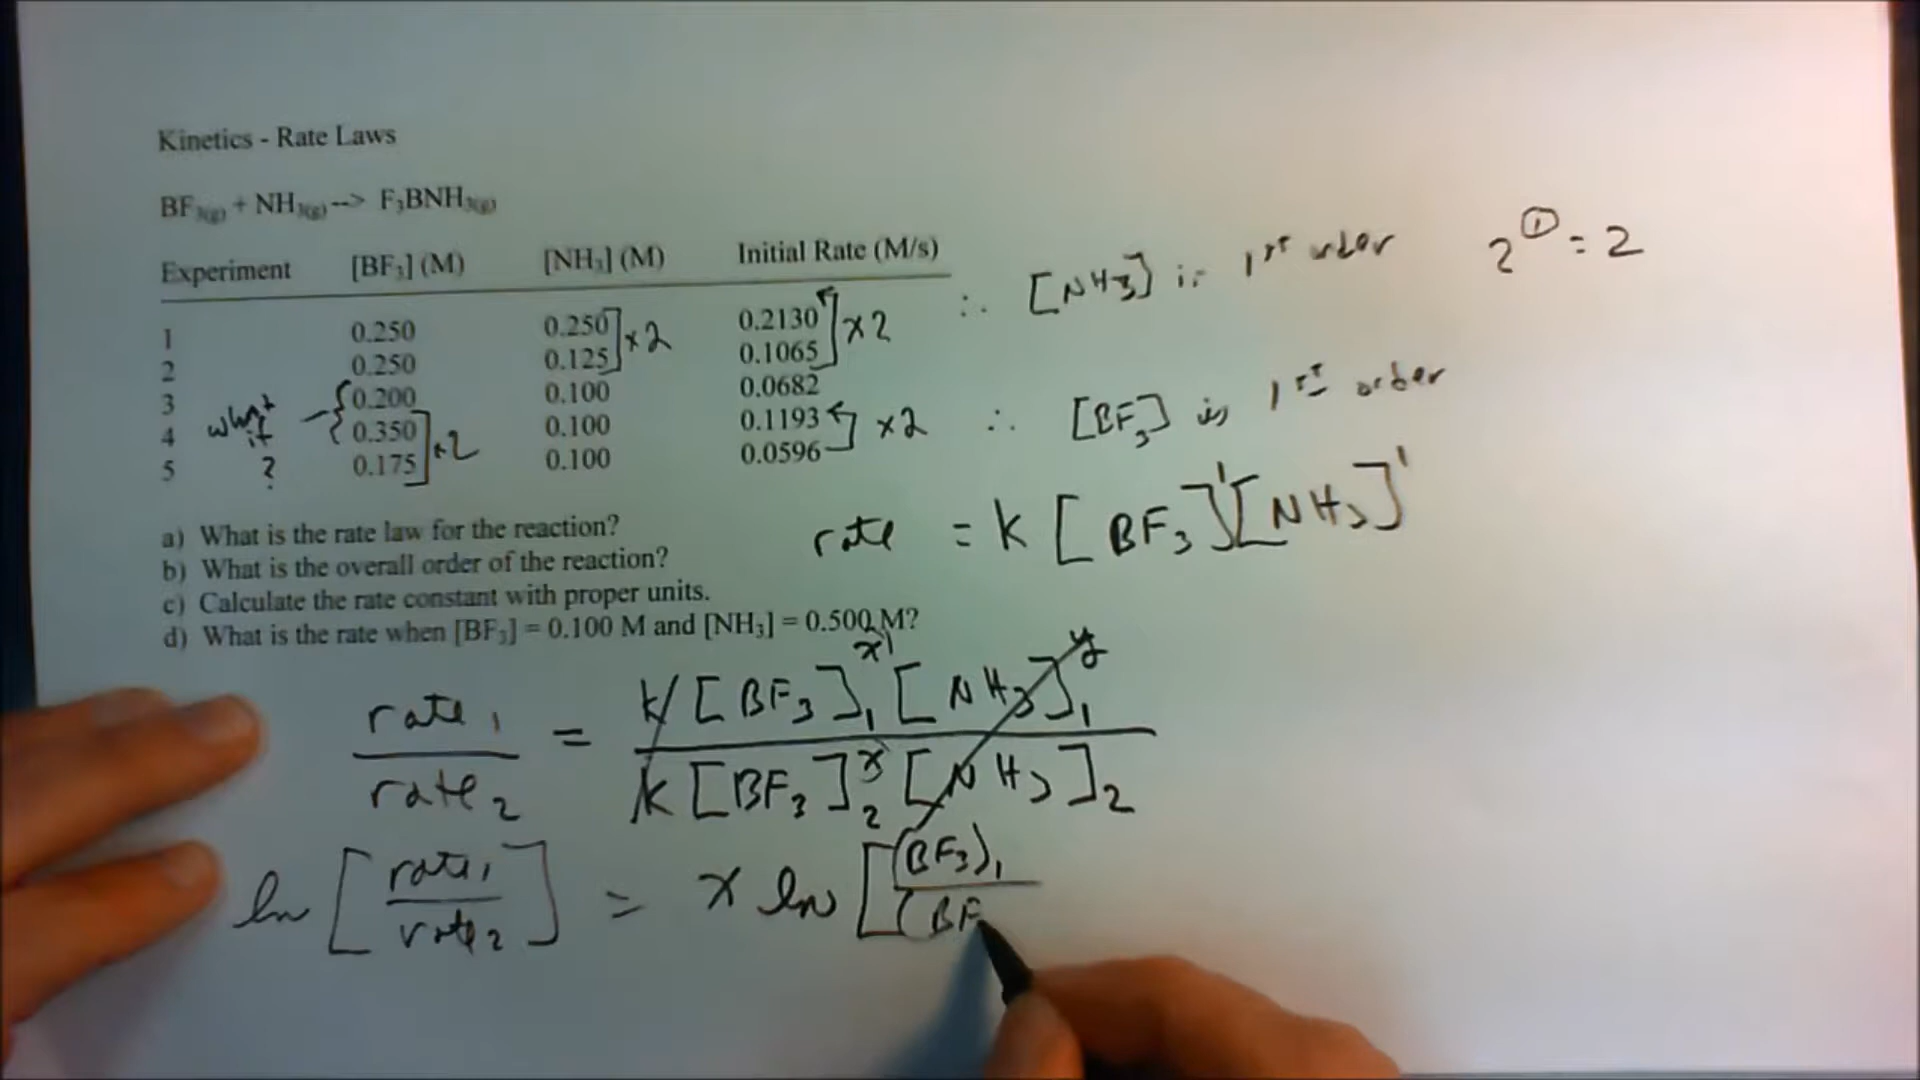 Kinetics - Rate Laws
BF3(g) + NH3(g) --> F3BNH3(g)
Experiment [BF3] (M) [NH3] (M) Initial Rate (M/s)
1 0.250 0.250 0.2130
2 0.250 0.125 0.1065
3 0.200 0.100 0.0682
4 0.350 0.100 0.1193
5 0.175 0.100 0.0596
x2 x2 ∴ [NH3] is 1st order 2^1 = 2
what if ? x2 x2 ∴ [BF3] is 1st order
rate = k [BF3]^1 [NH3]^1
a) What is the rate law for the reaction?
b) What is the overall order of the reaction?
c) Calculate the rate constant with proper units.
d) What is the rate when [BF3] = 0.100 M and [NH3] = 0.500 M?
rate1 / rate2 = k [BF3]1^x [NH3]1^y / k [BF3]2^x [NH3]2
ln [rate1 / rate2] = x ln [(BF3)1 / (BF